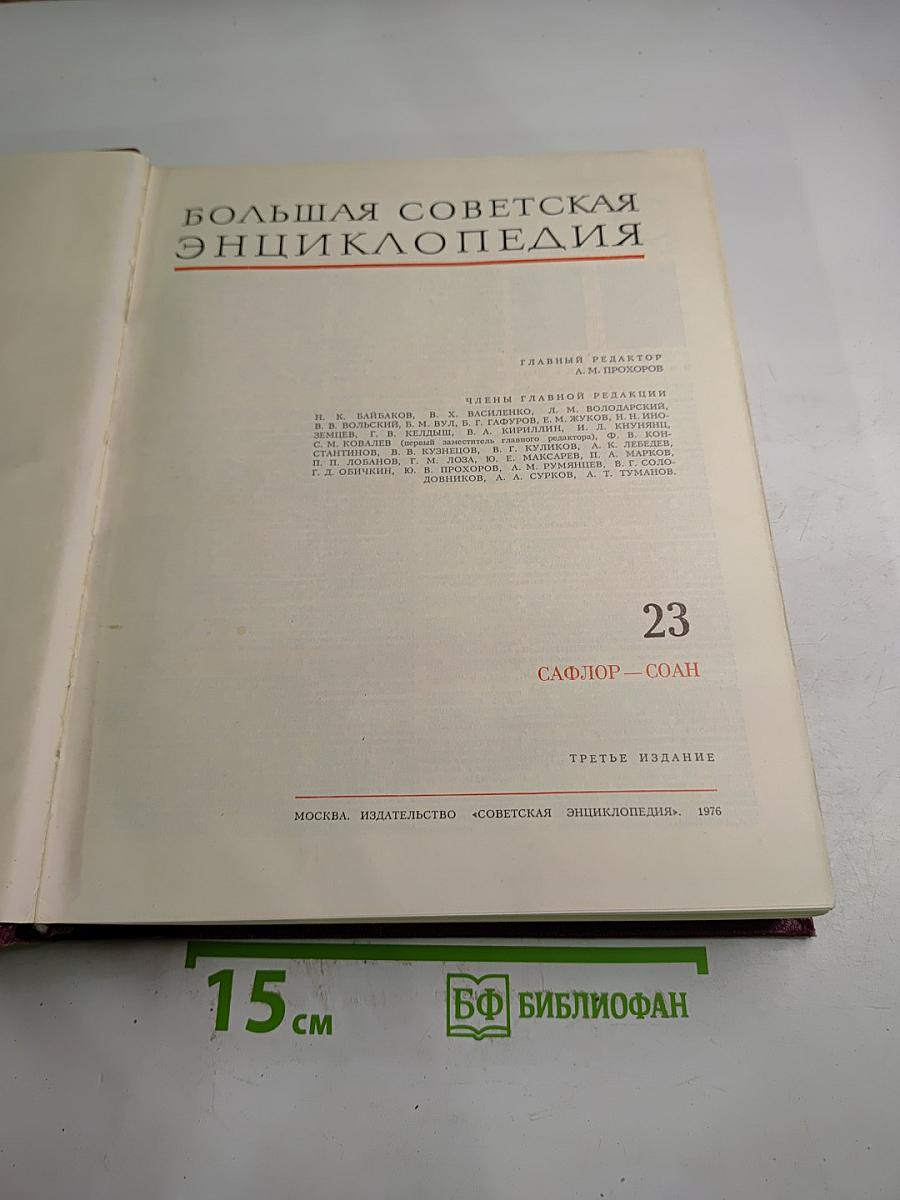 БОЛЬШАЯ СОВЕТСКАЯ
ЭНЦИКЛОПЕДИЯ
ГЛАВНЫЙ РЕДАКТОР
А. М. ПРОХОРОВ
ЧЛЕНЫ ГЛАВНОЙ РЕДАКЦИИ
Н. К. БАЙБАКОВ, В. Х. ВАСИЛЕНКО, Л. М. ВОЛОДАРСКИЙ,
В. В. ВОЛЬСКИЙ, Б. М. ВУЛ, Б. Г. ГАФУРОВ, Е. М. ЖУКОВ, Н. Н. ИНО-
ЗЕМЦЕВ, Г. В. КЕЛДЫШ, В. А. КИРИЛЛИН, И. Л. КНУНЯНЦ,
С. М. КОВАЛЕВ (первый заместитель главного редактора), Ф. В. КОН-
СТАНТИНОВ, В. В. КУЗНЕЦОВ, В. Г. КУЛИКОВ, А. К. ЛЕБЕДЕВ,
П. П. ЛОБАНОВ, Г. М. ЛОЗА, Ю. Е. МАКСАРЕВ, П. А. МАРКОВ,
Г. Д. ОБИЧКИН, Ю. В. ПРОХОРОВ, А. М. РУМЯНЦЕВ, В. Г. СОЛО-
ДОВНИКОВ, А. А. СУРКОВ, А. Т. ТУМАНОВ.
23
САФЛОР — СОАН
ТРЕТЬЕ ИЗДАНИЕ
МОСКВА. ИЗДАТЕЛЬСТВО «СОВЕТСКАЯ ЭНЦИКЛОПЕДИЯ». 1976
15 см
БФ БИБЛИОФАН